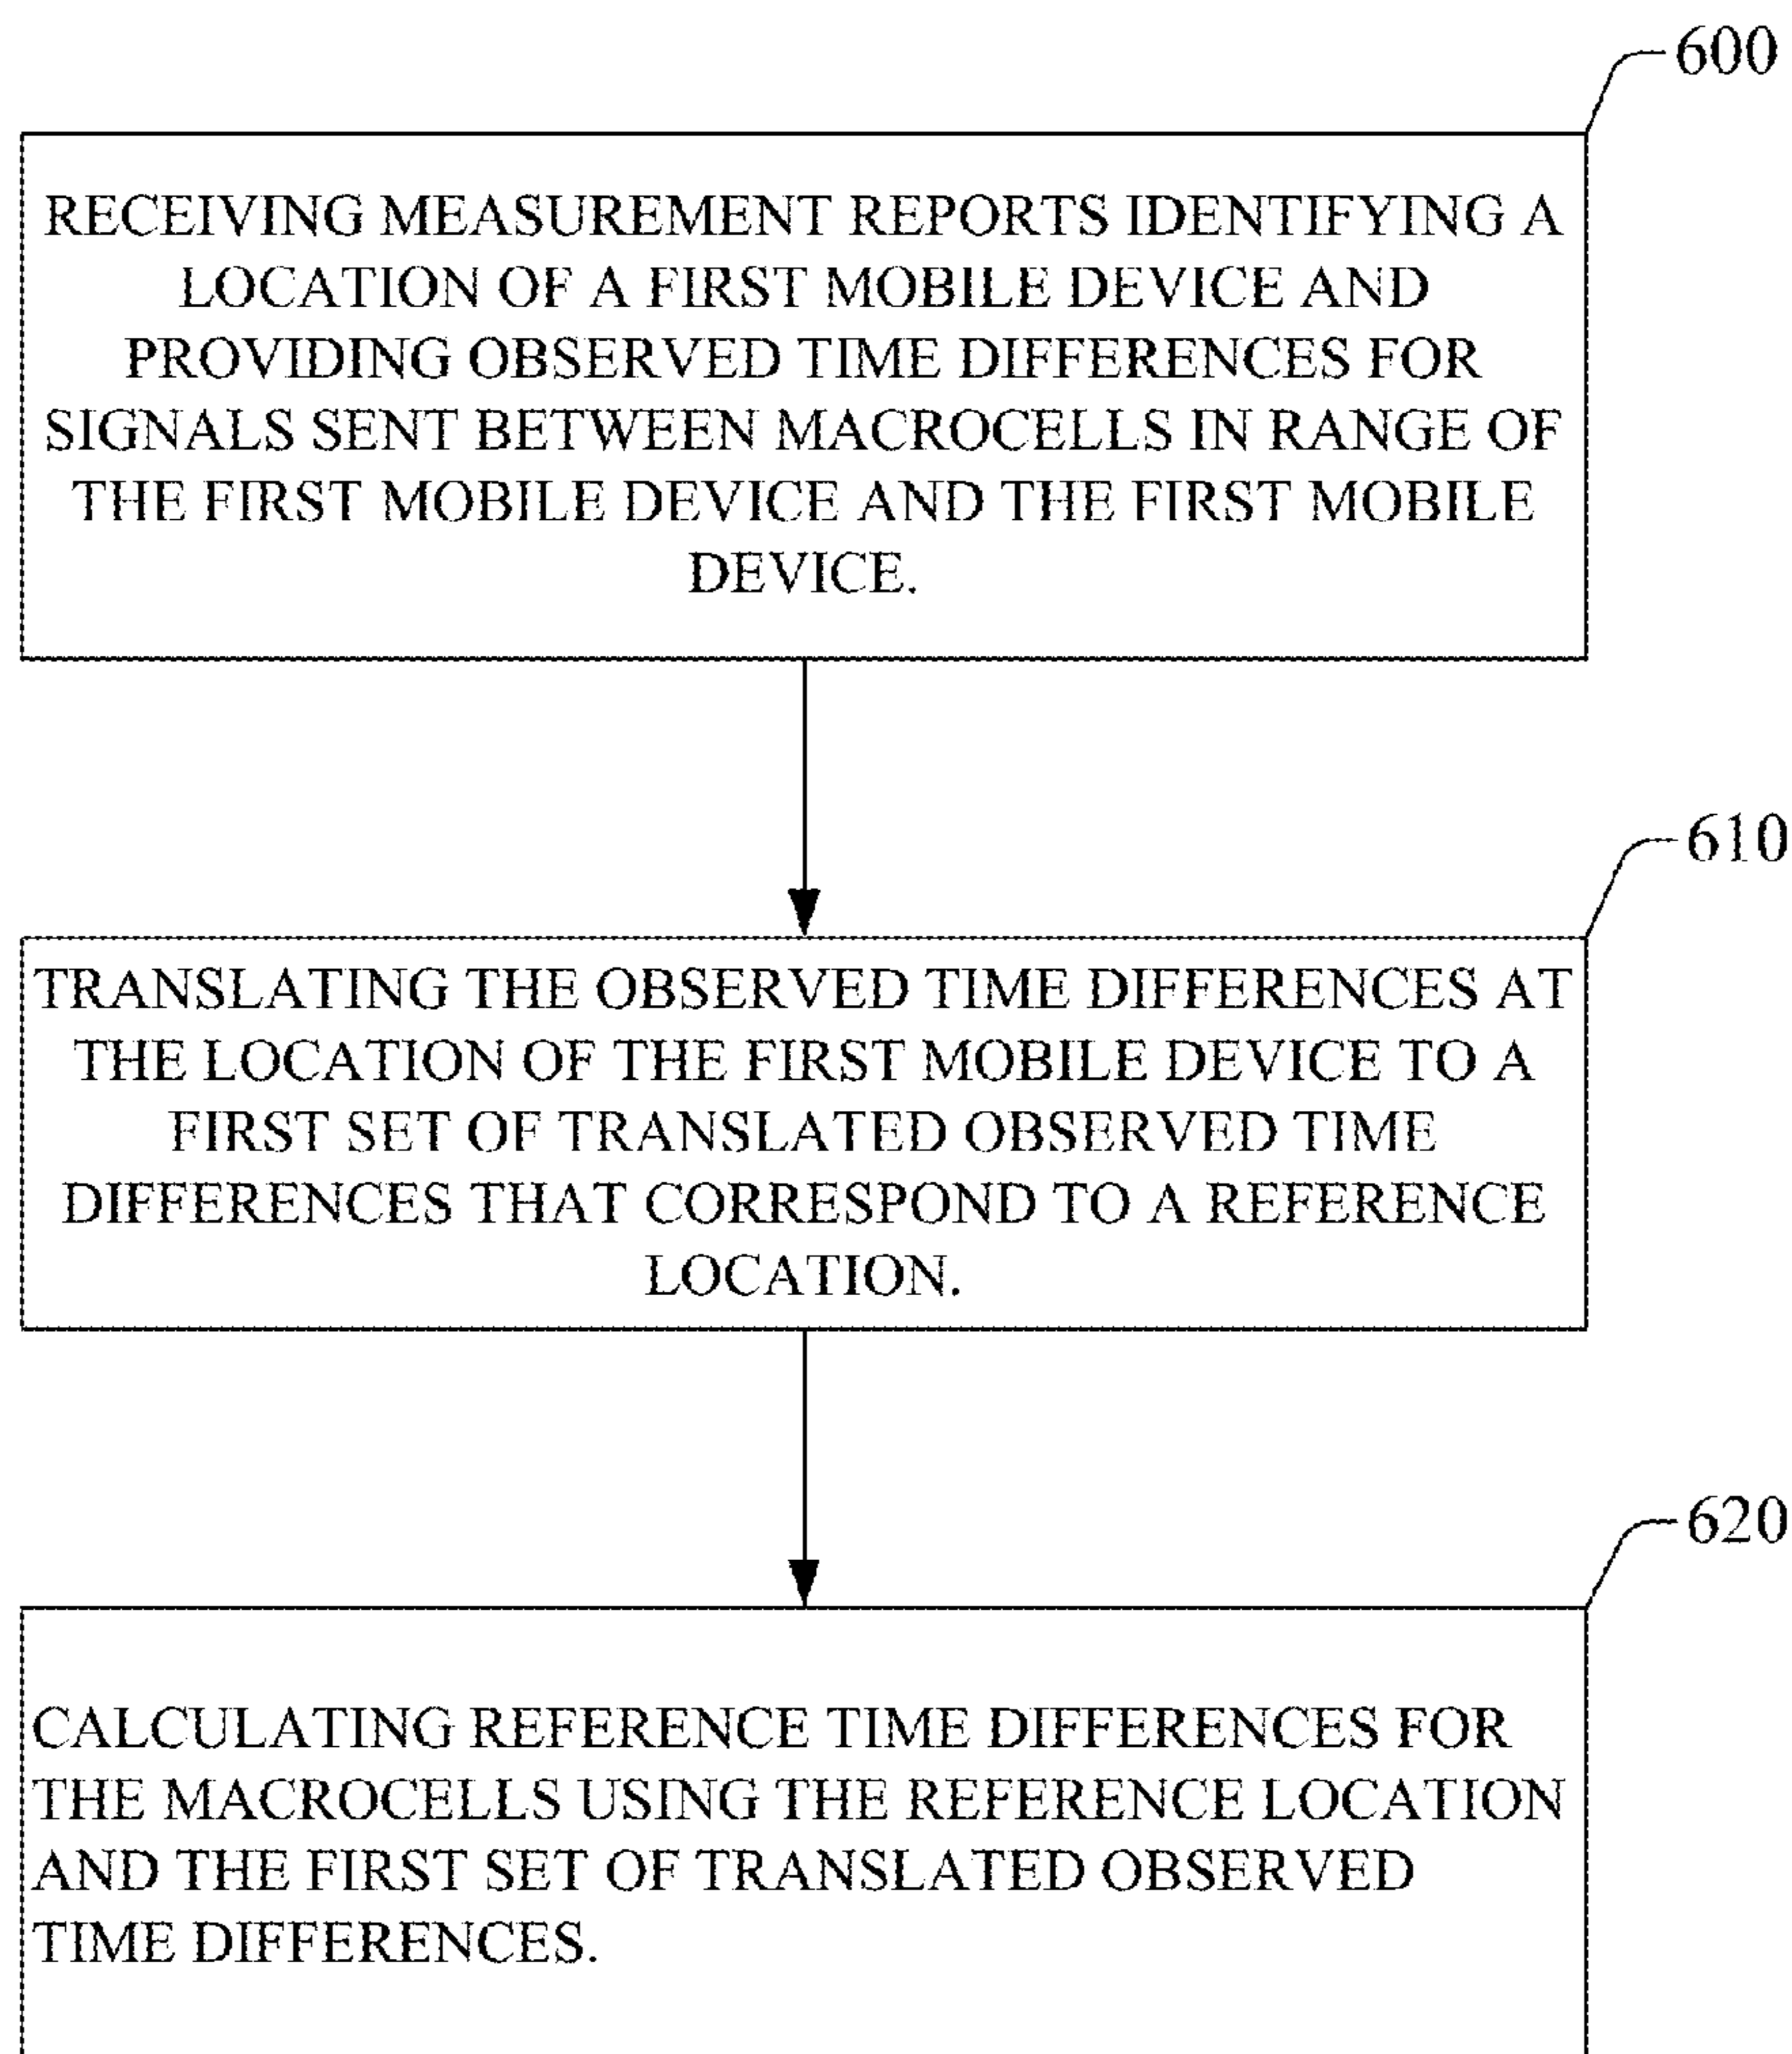 600
RECEIVING MEASUREMENT REPORTS IDENTIFYING A
LOCATION OF A FIRST MOBILE DEVICE AND
PROVIDING OBSERVED TIME DIFFERENCES FOR
SIGNALS SENT BETWEEN MACROCELLS IN RANGE OF
THE FIRST MOBILE DEVICE AND THE FIRST MOBILE
DEVICE.
610
TRANSLATING THE OBSERVED TIME DIFFERENCES AT
THE LOCATION OF THE FIRST MOBILE DEVICE TO A
FIRST SET OF TRANSLATED OBSERVED TIME
DIFFERENCES THAT CORRESPOND TO A REFERENCE
LOCATION.
620
CALCULATING REFERENCE TIME DIFFERENCES FOR
THE MACROCELLS USING THE REFERENCE LOCATION
AND THE FIRST SET OF TRANSLATED OBSERVED
TIME DIFFERENCES.